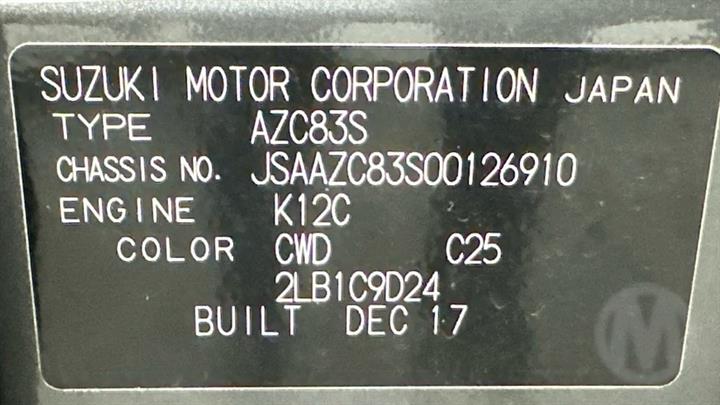 SUZUKI MOTOR CORPORATION JAPAN
TYPE AZC83S
CHASSIS NO. JSAAZC83S00126910
ENGINE K12C
COLOR CWD C25
2LB1C9D24
BUILT DEC 17
M